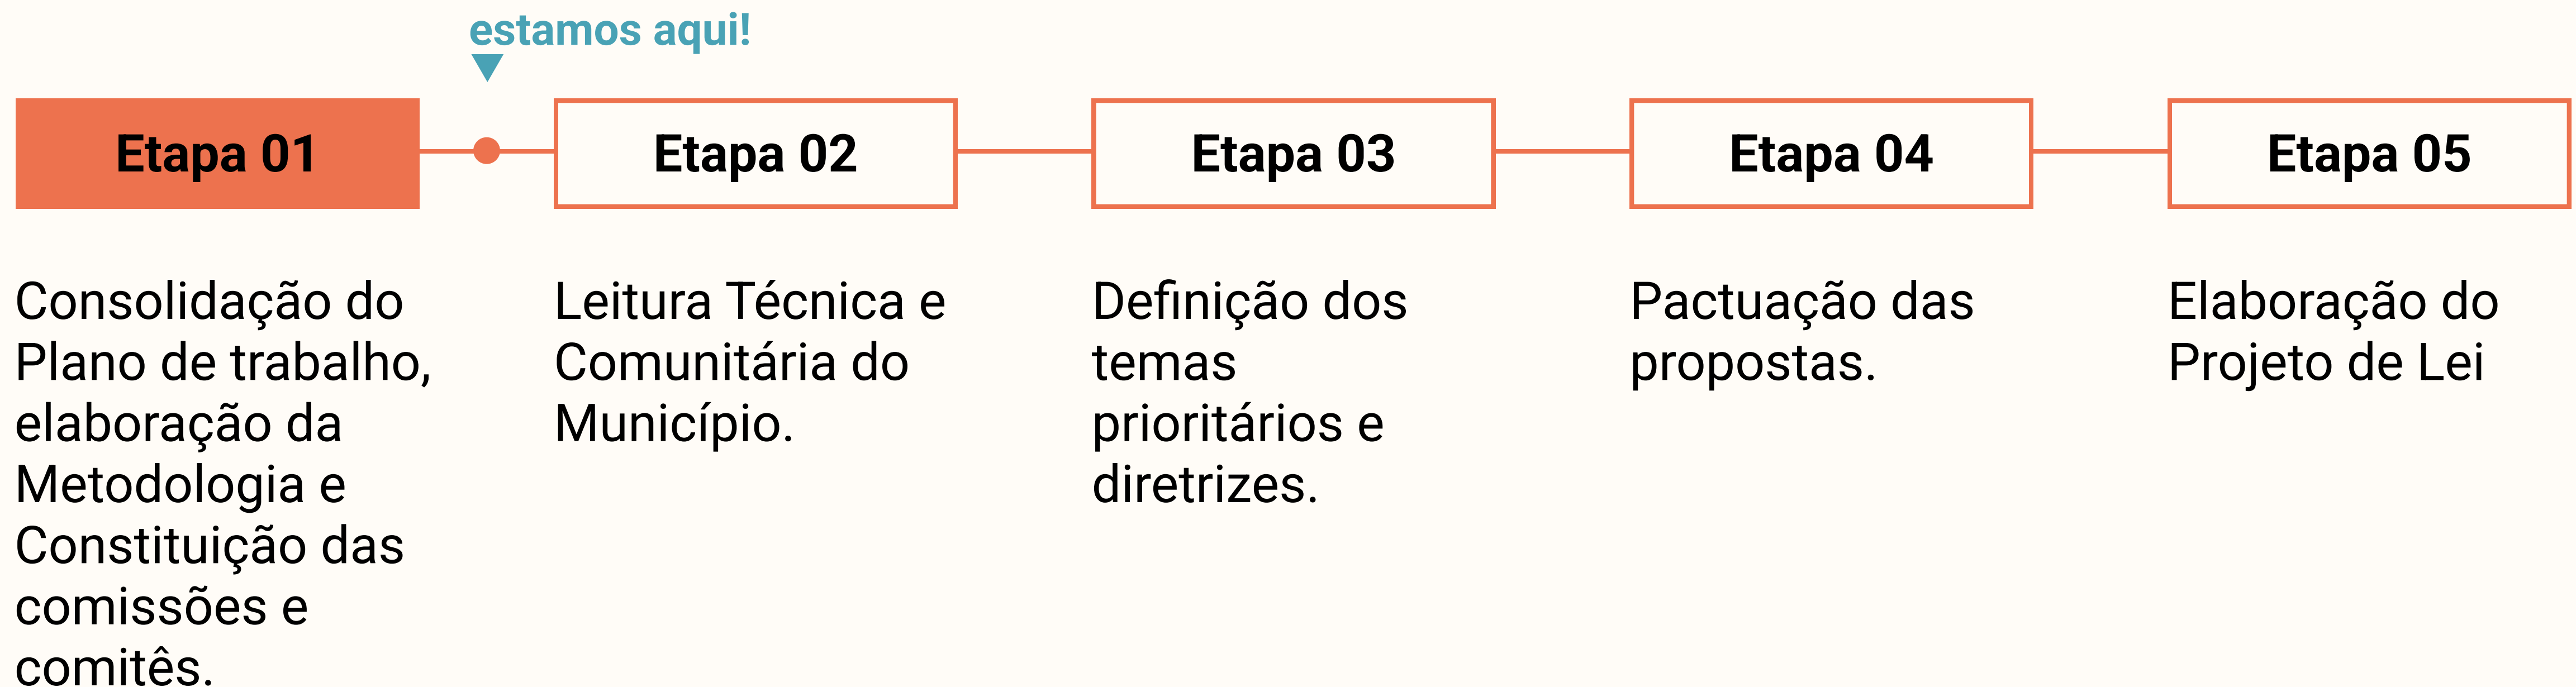 estamos aqui!
Etapa 01
Etapa 02
Etapa 03
Etapa 04
Etapa 05
Consolidação do
Plano de trabalho,
elaboração da
Metodologia e
Constituição das
comissões e
comitês.
Leitura Técnica e
Comunitária do
Município.
Definição dos
temas
prioritários e
diretrizes.
Pactuação das
propostas.
Elaboração do
Projeto de Lei